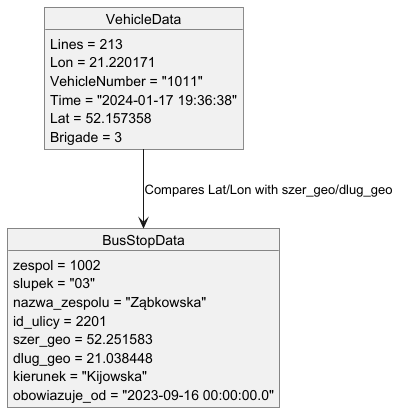 VehicleData
Lines = 213
Lon = 21.220171
VehicleNumber = "1011"
Time = "2024-01-17 19:36:38"
Lat = 52.157358
Brigade = 3
Compares Lat/Lon with szer_geo/dlug_geo
BusStopData
zespol = 1002
slupek = "03"
nazwa_zespolu = "Ząbkowska"
id_ulicy = 2201
szer_geo = 52.251583
dlug_geo = 21.038448
kierunek = "Kijowska"
obowiazuje_od = "2023-09-16 00:00:00.0"